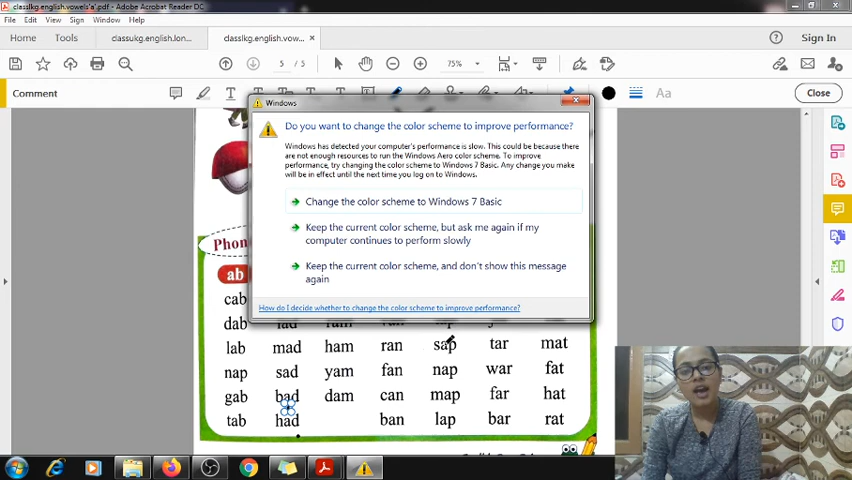 classlkg.english.vowels'a'.pdf - Adobe Acrobat Reader DC
File Edit View Sign Window Help
Home Tools classukg.english.lon... classlkg.english.vow... × Sign In
5 / 5 75%
Comment Aa Close
Windows
Do you want to change the color scheme to improve performance?
Windows has detected your computer's performance is slow. This could be because there
are not enough resources to run the Windows Aero color scheme. To improve
performance, try changing the color scheme to Windows 7 Basic. Any change you make
will be in effect until the next time you log on to Windows.
Change the color scheme to Windows 7 Basic
Keep the current color scheme, but ask me again if my
computer continues to perform slowly
Keep the current color scheme, and don't show this message
again
How do I decide whether to change the color scheme to improve performance?
Phon
ab
cab
dab
lab mad ham ran sap tar mat
nap sad yam fan nap war fat
gab bad dam can map far hat
tab had ban lap bar rat